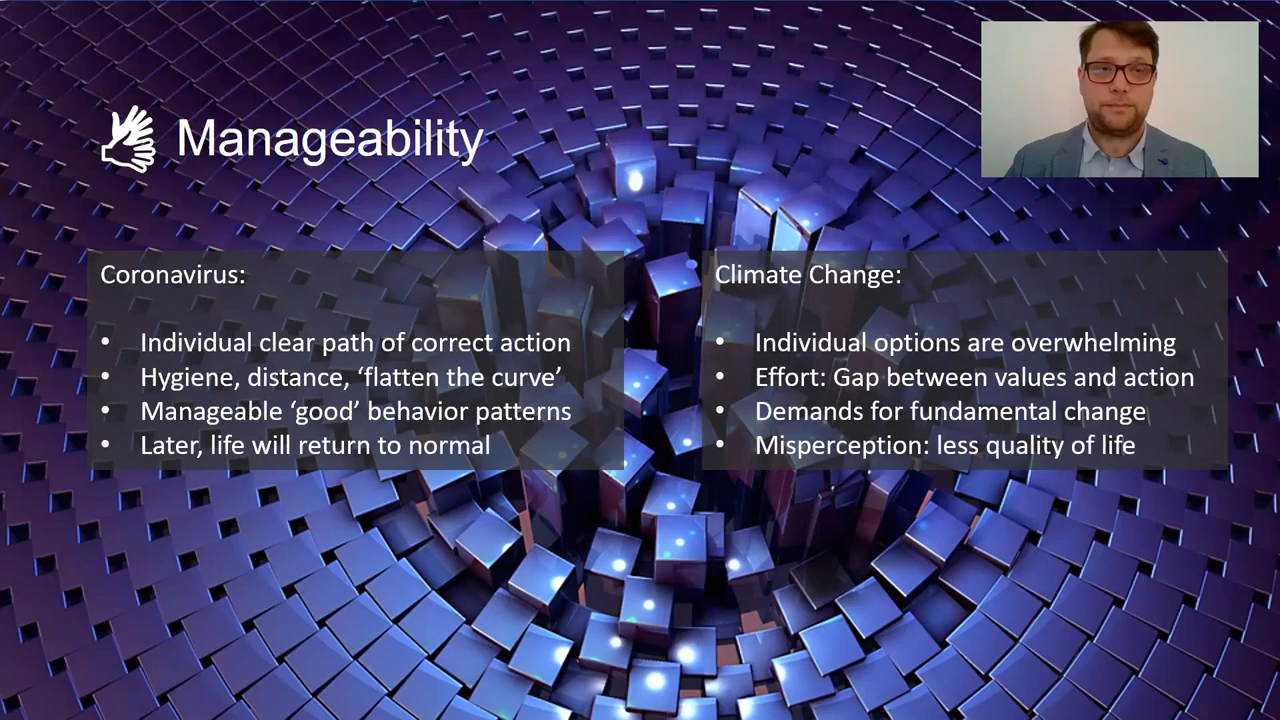 Manageability
Coronavirus:
• Individual clear path of correct action
• Hygiene, distance, ‘flatten the curve’
• Manageable ‘good’ behavior patterns
• Later, life will return to normal
Climate Change:
• Individual options are overwhelming
• Effort: Gap between values and action
• Demands for fundamental change
• Misperception: less quality of life